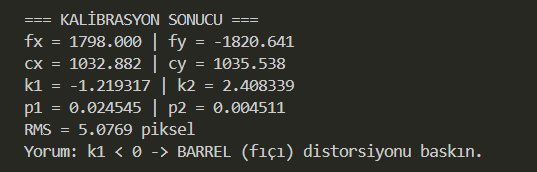 === KALİBRASYON SONUCU ===
fx = 1798.000 | fy = -1820.641
cx = 1032.882 | cy = 1035.538
k1 = -1.219317 | k2 = 2.408339
p1 = 0.024545 | p2 = 0.004511
RMS = 5.0769 piksel
Yorum: k1 < 0 -> BARREL (fıçı) distorsiyonu baskın.